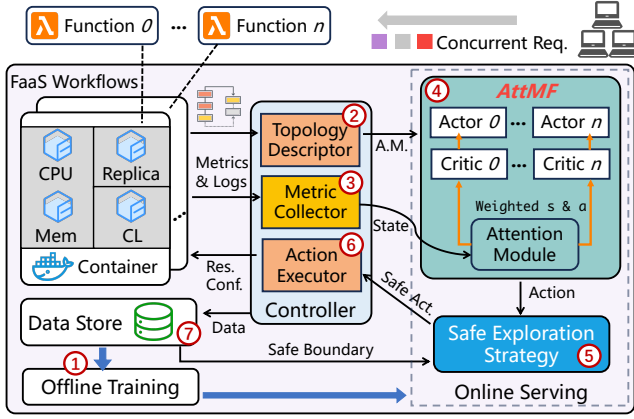 Function 0
...
Function n
Concurrent Req.
FaaS Workflows
CPU
Replica
Mem
CL
...
Container
Metrics
& Logs
Res.
Conf.
Data
2
Topology
Descriptor
3
Metric
Collector
6
Action
Executor
Controller
A.M.
State
Safe Act.
4
AttMF
Actor 0
...
Actor n
Critic 0
...
Critic n
Weighted s & a
Attention
Module
Action
Safe Exploration
Strategy
5
Online Serving
Data Store
7
Safe Boundary
1
Offline Training